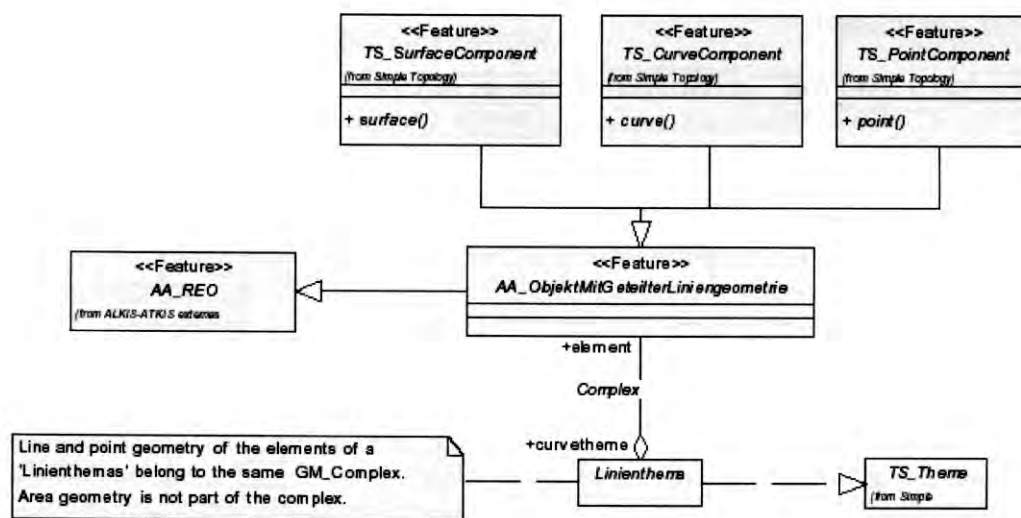 <<Feature>>
TS_SurfaceComponent
(from Simple Topology)
+ surface()
<<Feature>>
TS_CurveComponent
(from Simple Topology)
+ curve()
<<Feature>>
TS_PointComponent
(from Simple Topology)
+ point()
<<Feature>>
AA_REO
(from ALKIS-ATKIS externes
<<Feature>>
AA_ObjektMitGeteilterLiniengeometrie
+element
Complex
+curvetheme
Line and point geometry of the elements of a
'Linienthemas' belong to the same GM_Complex.
Area geometry is not part of the complex.
Linienthema
TS_Theme
(from Simple